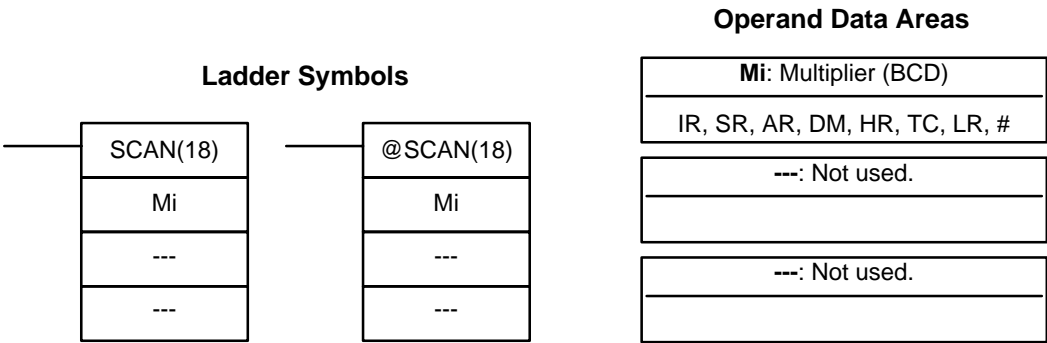 Ladder Symbols
SCAN(18)
Mi
---
---
@SCAN(18)
Mi
---
---
Operand Data Areas
Mi: Multiplier (BCD)
IR, SR, AR, DM, HR, TC, LR, #
---: Not used.
---: Not used.